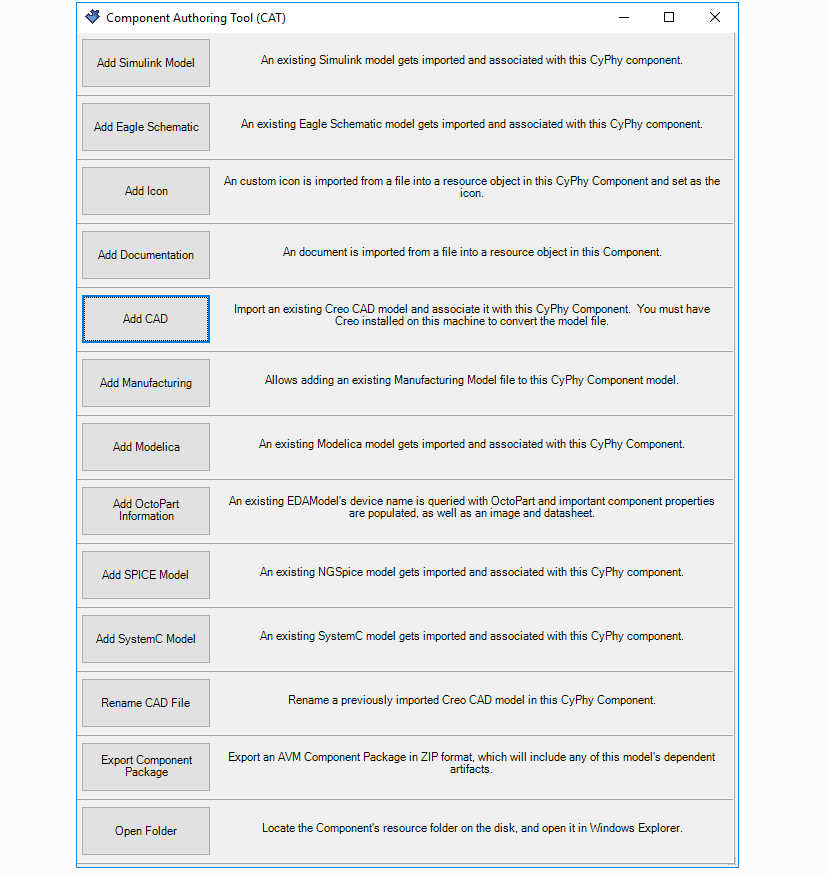 Component Authoring Tool (CAT)
Add Simulink Model
An existing Simulink model gets imported and associated with this CyPhy component.
Add Eagle Schematic
An existing Eagle Schematic model gets imported and associated with this CyPhy component.
Add Icon
An custom icon is imported from a file into a resource object in this CyPhy Component and set as the
icon.
Add Documentation
An document is imported from a file into a resource object in this Component.
Add CAD
Import an existing Creo CAD model and associate it with this CyPhy Component.  You must have
Creo installed on this machine to convert the model file.
Add Manufacturing
Allows adding an existing Manufacturing Model file to this CyPhy Component model.
Add Modelica
An existing Modelica model gets imported and associated with this CyPhy Component.
Add OctoPart
Information
An existing EDAModel's device name is queried with OctoPart and important component properties
are populated, as well as an image and datasheet.
Add SPICE Model
An existing NGSpice model gets imported and associated with this CyPhy component.
Add SystemC Model
An existing SystemC model gets imported and associated with this CyPhy component.
Rename CAD File
Rename a previously imported Creo CAD model in this CyPhy Component.
Export Component
Package
Export an AVM Component Package in ZIP format, which will include any of this model's dependent
artifacts.
Open Folder
Locate the Component's resource folder on the disk, and open it in Windows Explorer.